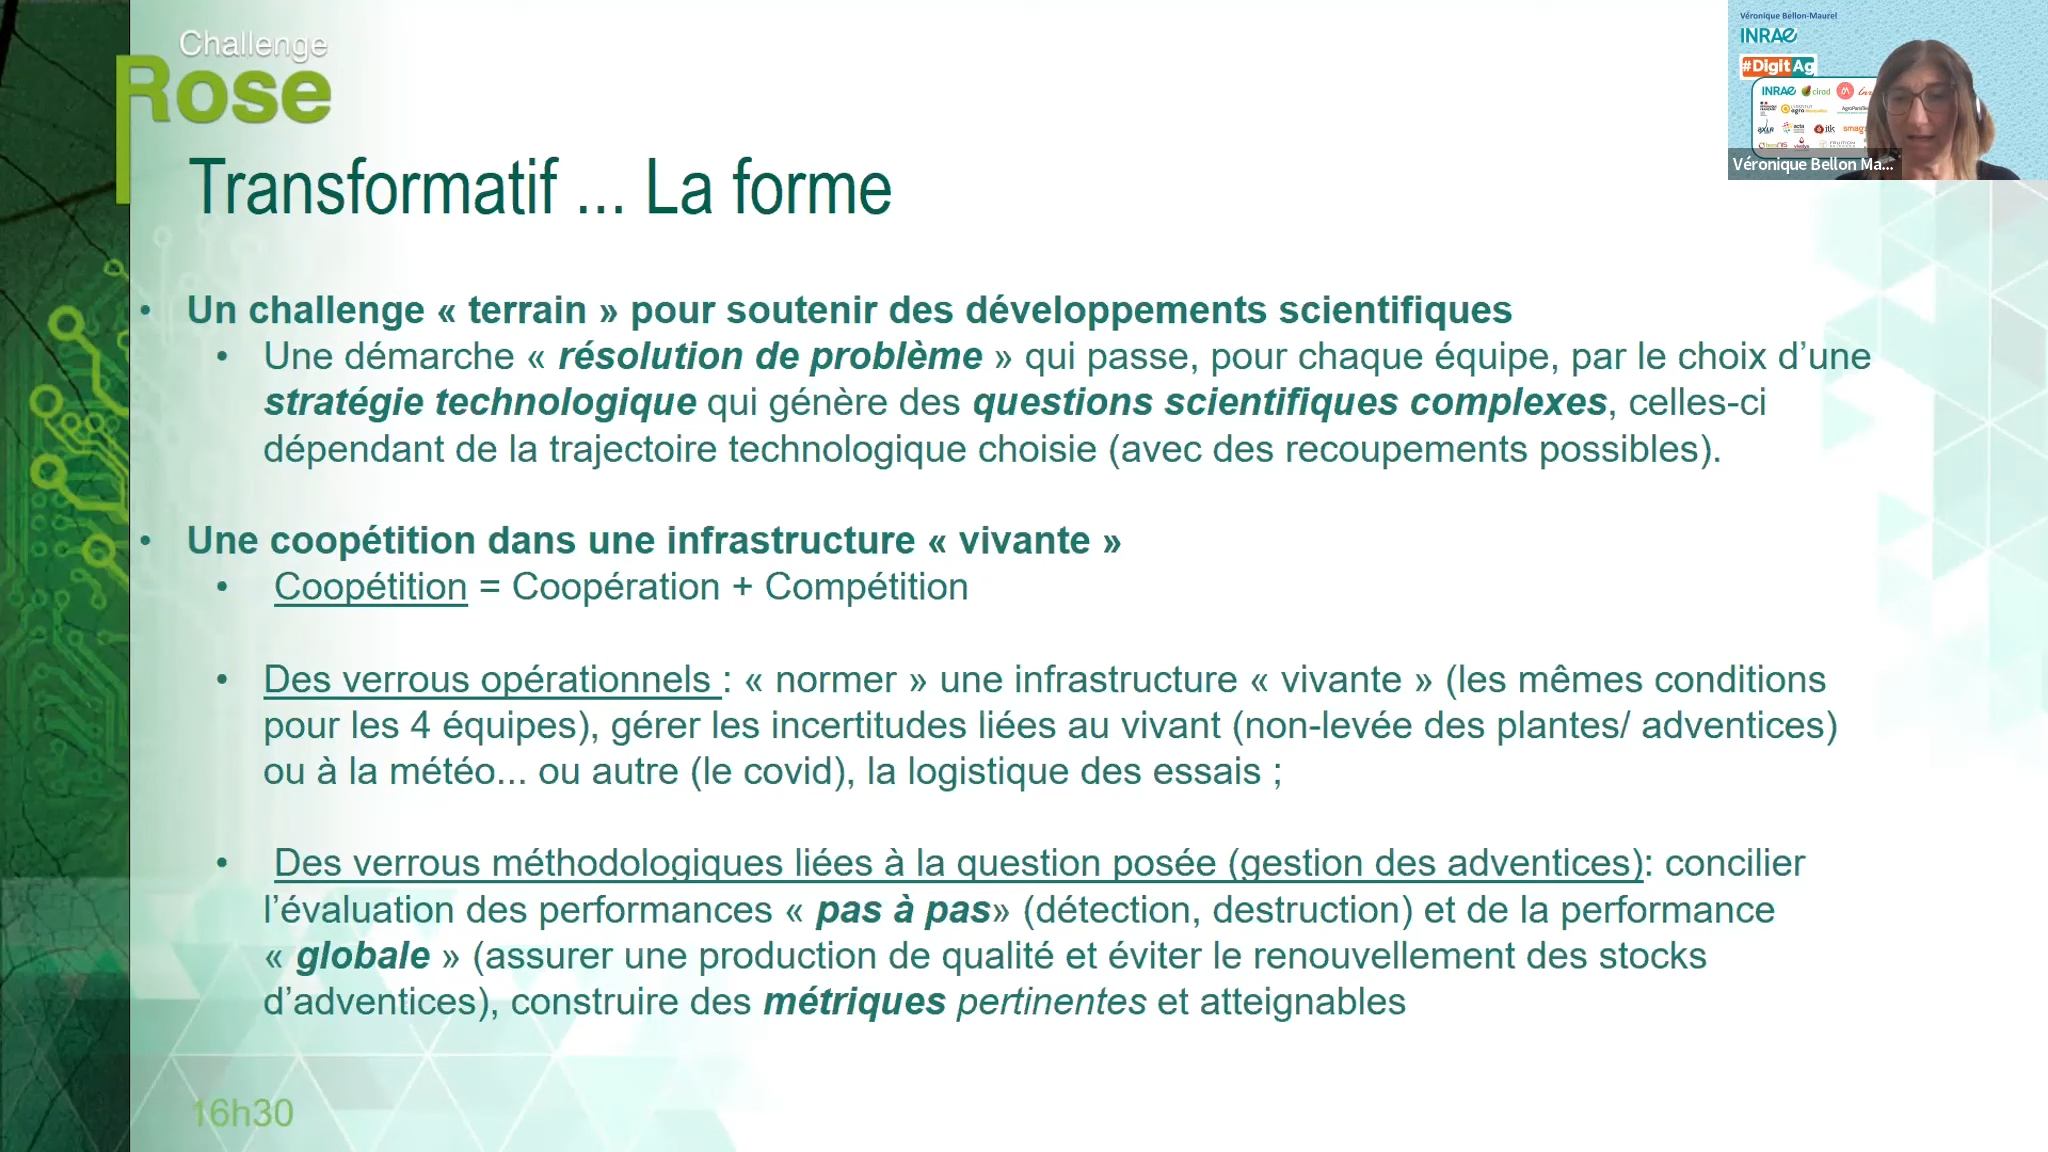 Challenge
Rose
Véronique Bellon-Maurel
INRAE
#DigitAg
INRAE cirad
itk
Véronique Bellon Ma...
Transformatif ... La forme
• Un challenge « terrain » pour soutenir des développements scientifiques
• Une démarche « résolution de problème » qui passe, pour chaque équipe, par le choix d’une
stratégie technologique qui génère des questions scientifiques complexes, celles-ci
dépendant de la trajectoire technologique choisie (avec des recoupements possibles).
• Une coopétition dans une infrastructure « vivante »
• Coopétition = Coopération + Compétition
• Des verrous opérationnels : « normer » une infrastructure « vivante » (les mêmes conditions
pour les 4 équipes), gérer les incertitudes liées au vivant (non-levée des plantes/ adventices)
ou à la météo... ou autre (le covid), la logistique des essais ;
• Des verrous méthodologiques liées à la question posée (gestion des adventices): concilier
l’évaluation des performances « pas à pas» (détection, destruction) et de la performance
« globale » (assurer une production de qualité et éviter le renouvellement des stocks
d’adventices), construire des métriques pertinentes et atteignables
16h30